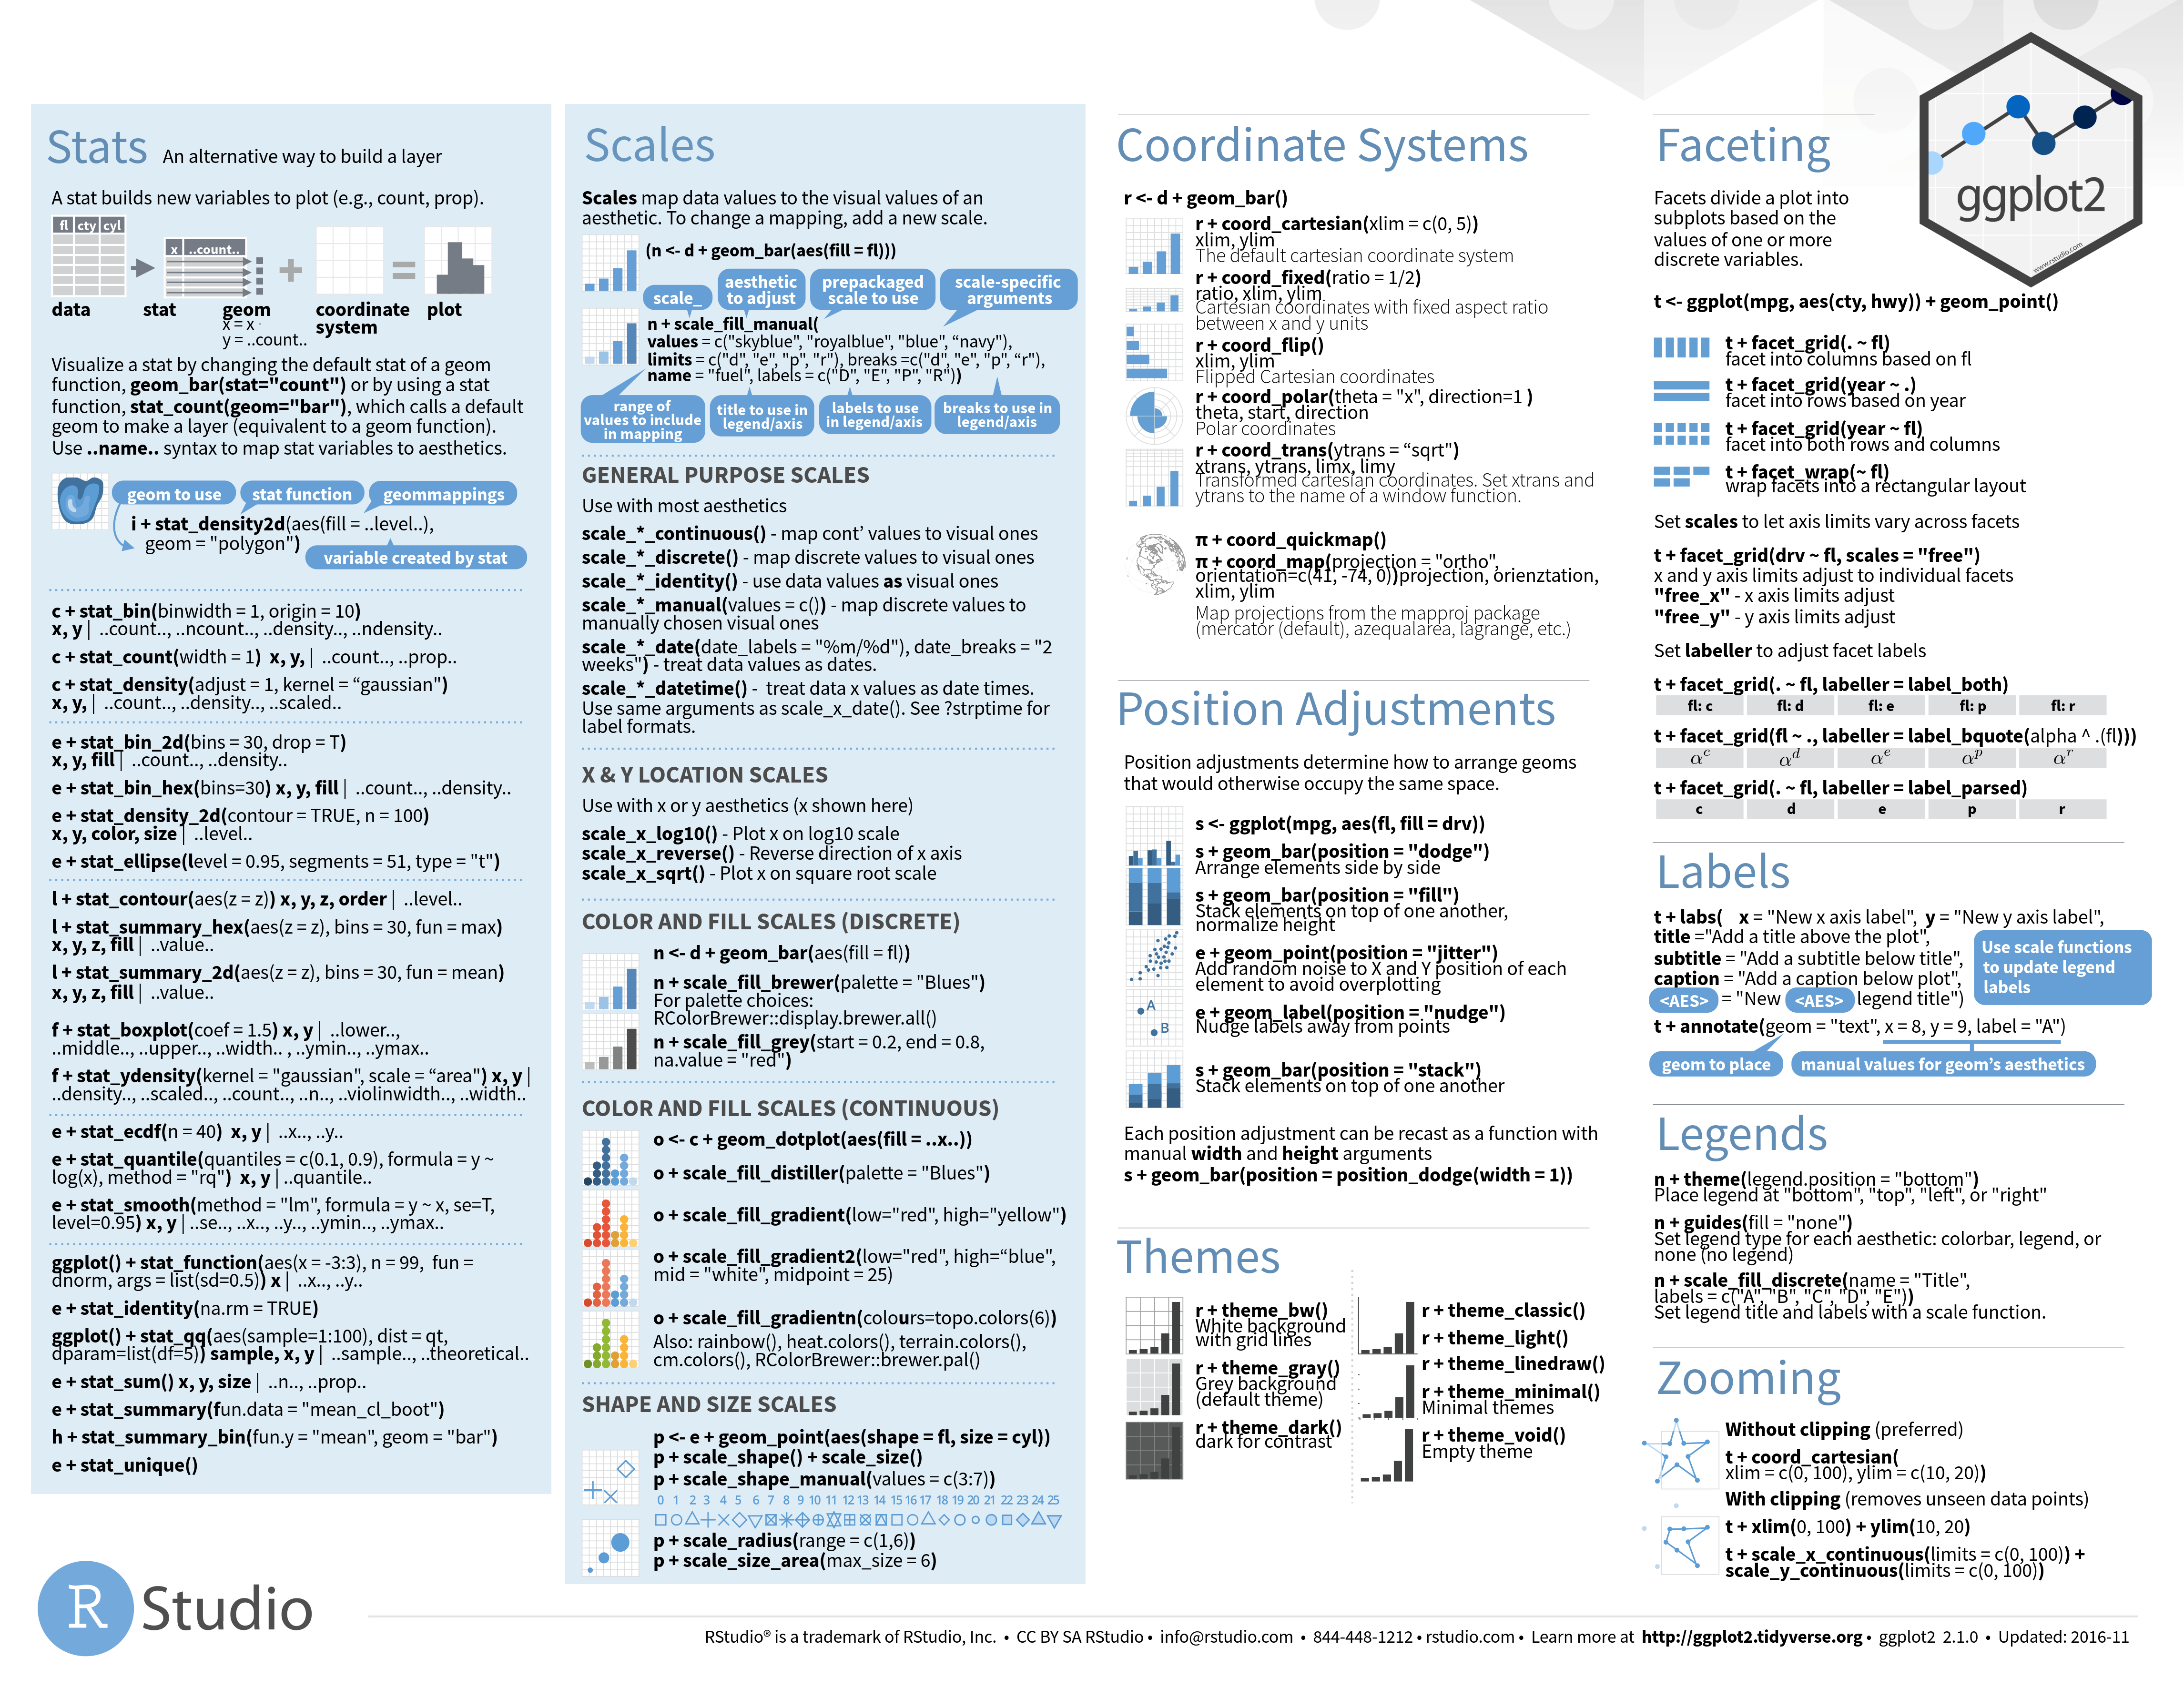 Stats An alternative way to build a layer
A stat builds new variables to plot (e.g., count, prop).
fl cty cyl
x ..count..
+ =
data stat geom coordinate plot
x = x · system
y = ..count..
Visualize a stat by changing the default stat of a geom
function, geom_bar(stat="count") or by using a stat
function, stat_count(geom="bar"), which calls a default
geom to make a layer (equivalent to a geom function).
Use ..name.. syntax to map stat variables to aesthetics.
geom to use stat function geommappings
i + stat_density2d(aes(fill = ..level..),
geom = "polygon")
variable created by stat
c + stat_bin(binwidth = 1, origin = 10)
x, y | ..count.., ..ncount.., ..density.., ..ndensity..
c + stat_count(width = 1) x, y, | ..count.., ..prop..
c + stat_density(adjust = 1, kernel = “gaussian")
x, y, | ..count.., ..density.., ..scaled..
e + stat_bin_2d(bins = 30, drop = T)
x, y, fill | ..count.., ..density..
e + stat_bin_hex(bins=30) x, y, fill | ..count.., ..density..
e + stat_density_2d(contour = TRUE, n = 100)
x, y, color, size | ..level..
e + stat_ellipse(level = 0.95, segments = 51, type = "t")
l + stat_contour(aes(z = z)) x, y, z, order | ..level..
l + stat_summary_hex(aes(z = z), bins = 30, fun = max)
x, y, z, fill | ..value..
l + stat_summary_2d(aes(z = z), bins = 30, fun = mean)
x, y, z, fill | ..value..
f + stat_boxplot(coef = 1.5) x, y | ..lower..,
..middle.., ..upper.., ..width.. , ..ymin.., ..ymax..
f + stat_ydensity(kernel = "gaussian", scale = “area") x, y |
..density.., ..scaled.., ..count.., ..n.., ..violinwidth.., ..width..
e + stat_ecdf(n = 40) x, y | ..x.., ..y..
e + stat_quantile(quantiles = c(0.1, 0.9), formula = y ~
log(x), method = "rq") x, y | ..quantile..
e + stat_smooth(method = "lm", formula = y ~ x, se=T,
level=0.95) x, y | ..se.., ..x.., ..y.., ..ymin.., ..ymax..
ggplot() + stat_function(aes(x = -3:3), n = 99, fun =
dnorm, args = list(sd=0.5)) x | ..x.., ..y..
e + stat_identity(na.rm = TRUE)
ggplot() + stat_qq(aes(sample=1:100), dist = qt,
dparam=list(df=5)) sample, x, y | ..sample.., ..theoretical..
e + stat_sum() x, y, size | ..n.., ..prop..
e + stat_summary(fun.data = "mean_cl_boot")
h + stat_summary_bin(fun.y = "mean", geom = "bar")
e + stat_unique()
Scales
Scales map data values to the visual values of an
aesthetic. To change a mapping, add a new scale.
(n <- d + geom_bar(aes(fill = fl)))
scale_ aesthetic to adjust prepackaged scale to use scale-specific arguments
n + scale_fill_manual(
values = c("skyblue", "royalblue", "blue", “navy"),
limits = c("d", "e", "p", "r"), breaks =c("d", "e", "p", “r"),
name = "fuel", labels = c("D", "E", "P", "R"))
range of values to include in mapping title to use in legend/axis labels to use in legend/axis breaks to use in legend/axis
GENERAL PURPOSE SCALES
Use with most aesthetics
scale_*_continuous() - map cont’ values to visual ones
scale_*_discrete() - map discrete values to visual ones
scale_*_identity() - use data values as visual ones
scale_*_manual(values = c()) - map discrete values to
manually chosen visual ones
scale_*_date(date_labels = "%m/%d"), date_breaks = "2
weeks") - treat data values as dates.
scale_*_datetime() - treat data x values as date times.
Use same arguments as scale_x_date(). See ?strptime for
label formats.
X & Y LOCATION SCALES
Use with x or y aesthetics (x shown here)
scale_x_log10() - Plot x on log10 scale
scale_x_reverse() - Reverse direction of x axis
scale_x_sqrt() - Plot x on square root scale
COLOR AND FILL SCALES (DISCRETE)
n <- d + geom_bar(aes(fill = fl))
n + scale_fill_brewer(palette = "Blues")
For palette choices:
RColorBrewer::display.brewer.all()
n + scale_fill_grey(start = 0.2, end = 0.8,
na.value = "red")
COLOR AND FILL SCALES (CONTINUOUS)
o <- c + geom_dotplot(aes(fill = ..x..))
o + scale_fill_distiller(palette = "Blues")
o + scale_fill_gradient(low="red", high="yellow")
o + scale_fill_gradient2(low="red", high=“blue",
mid = "white", midpoint = 25)
o + scale_fill_gradientn(colours=topo.colors(6))
Also: rainbow(), heat.colors(), terrain.colors(),
cm.colors(), RColorBrewer::brewer.pal()
SHAPE AND SIZE SCALES
p <- e + geom_point(aes(shape = fl, size = cyl))
p + scale_shape() + scale_size()
p + scale_shape_manual(values = c(3:7))
0 1 2 3 4 5 6 7 8 9 10 11 12 13 14 15 16 17 18 19 20 21 22 23 24 25
p + scale_radius(range = c(1,6))
p + scale_size_area(max_size = 6)
Coordinate Systems
r <- d + geom_bar()
r + coord_cartesian(xlim = c(0, 5))
xlim, ylim
The default cartesian coordinate system
r + coord_fixed(ratio = 1/2)
ratio, xlim, ylim
Cartesian coordinates with fixed aspect ratio
between x and y units
r + coord_flip()
xlim, ylim
Flipped Cartesian coordinates
r + coord_polar(theta = "x", direction=1 )
theta, start, direction
Polar coordinates
r + coord_trans(ytrans = “sqrt")
xtrans, ytrans, limx, limy
Transformed cartesian coordinates. Set xtrans and
ytrans to the name of a window function.
π + coord_quickmap()
π + coord_map(projection = "ortho",
orientation=c(41, -74, 0))projection, orienztation,
xlim, ylim
Map projections from the mapproj package
(mercator (default), azequalarea, lagrange, etc.)
Position Adjustments
Position adjustments determine how to arrange geoms
that would otherwise occupy the same space.
s <- ggplot(mpg, aes(fl, fill = drv))
s + geom_bar(position = "dodge")
Arrange elements side by side
s + geom_bar(position = "fill")
Stack elements on top of one another,
normalize height
e + geom_point(position = "jitter")
Add random noise to X and Y position of each
element to avoid overplotting
A
B
e + geom_label(position = "nudge")
Nudge labels away from points
s + geom_bar(position = "stack")
Stack elements on top of one another
Each position adjustment can be recast as a function with
manual width and height arguments
s + geom_bar(position = position_dodge(width = 1))
Themes
r + theme_bw()
White background
with grid lines
r + theme_gray()
Grey background
(default theme)
r + theme_dark()
dark for contrast
r + theme_classic()
r + theme_light()
r + theme_linedraw()
r + theme_minimal()
Minimal themes
r + theme_void()
Empty theme
Faceting
ggplot2
www.rstudio.com
Facets divide a plot into
subplots based on the
values of one or more
discrete variables.
t <- ggplot(mpg, aes(cty, hwy)) + geom_point()
t + facet_grid(. ~ fl)
facet into columns based on fl
t + facet_grid(year ~ .)
facet into rows based on year
t + facet_grid(year ~ fl)
facet into both rows and columns
t + facet_wrap(~ fl)
wrap facets into a rectangular layout
Set scales to let axis limits vary across facets
t + facet_grid(drv ~ fl, scales = "free")
x and y axis limits adjust to individual facets
"free_x" - x axis limits adjust
"free_y" - y axis limits adjust
Set labeller to adjust facet labels
t + facet_grid(. ~ fl, labeller = label_both)
fl: c fl: d fl: e fl: p fl: r
t + facet_grid(fl ~ ., labeller = label_bquote(alpha ^ .(fl)))
α^c α^d α^e α^p α^r
t + facet_grid(. ~ fl, labeller = label_parsed)
c d e p r
Labels
t + labs( x = "New x axis label", y = "New y axis label",
title ="Add a title above the plot",
subtitle = "Add a subtitle below title",
caption = "Add a caption below plot",
<AES> = "New <AES> legend title")
Use scale functions
to update legend
labels
t + annotate(geom = "text", x = 8, y = 9, label = "A")
geom to place manual values for geom’s aesthetics
Legends
n + theme(legend.position = "bottom")
Place legend at "bottom", "top", "left", or "right"
n + guides(fill = "none")
Set legend type for each aesthetic: colorbar, legend, or
none (no legend)
n + scale_fill_discrete(name = "Title",
labels = c("A", "B", "C", "D", "E"))
Set legend title and labels with a scale function.
Zooming
Without clipping (preferred)
t + coord_cartesian(
xlim = c(0, 100), ylim = c(10, 20))
With clipping (removes unseen data points)
t + xlim(0, 100) + ylim(10, 20)
t + scale_x_continuous(limits = c(0, 100)) +
scale_y_continuous(limits = c(0, 100))
R Studio
RStudio® is a trademark of RStudio, Inc. • CC BY SA RStudio • info@rstudio.com • 844-448-1212 • rstudio.com • Learn more at http://ggplot2.tidyverse.org • ggplot2 2.1.0 • Updated: 2016-11